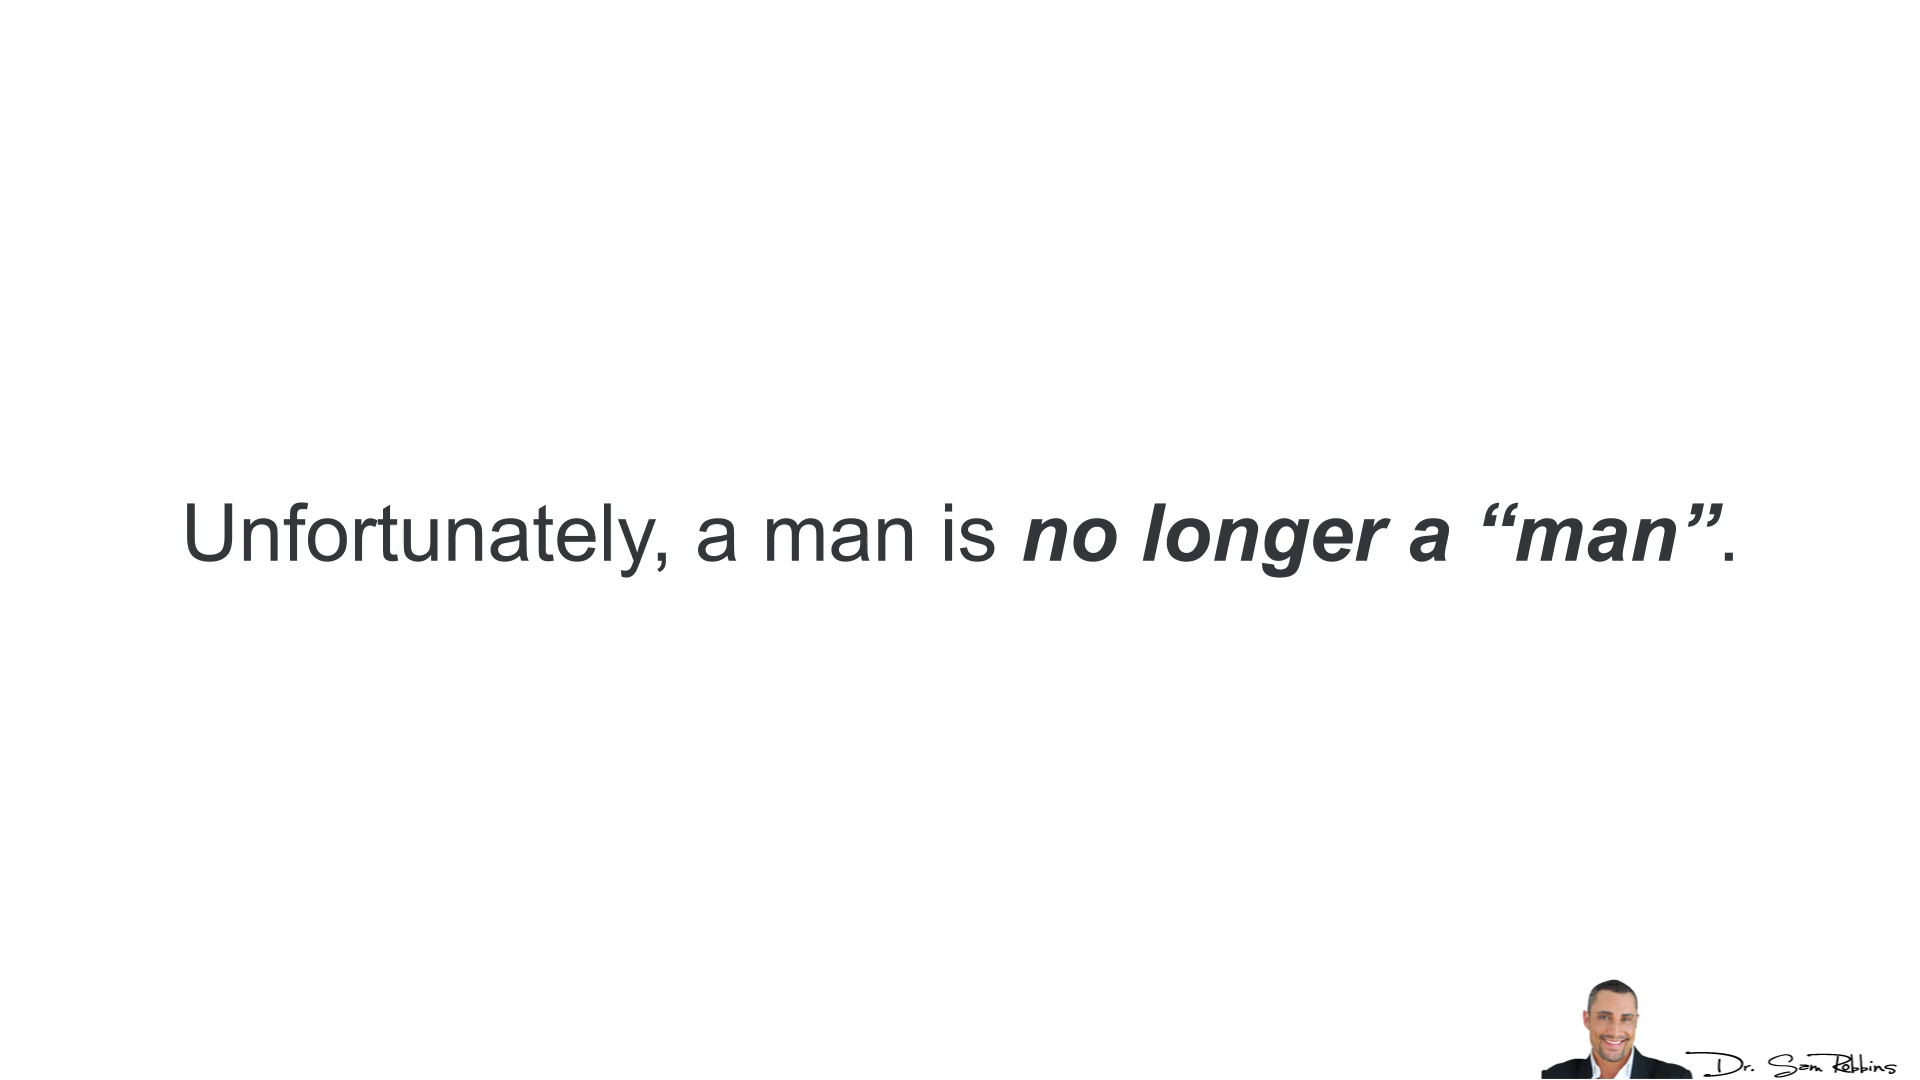 Unfortunately, a man is no longer a “man”.
Dr. Sam Robbins